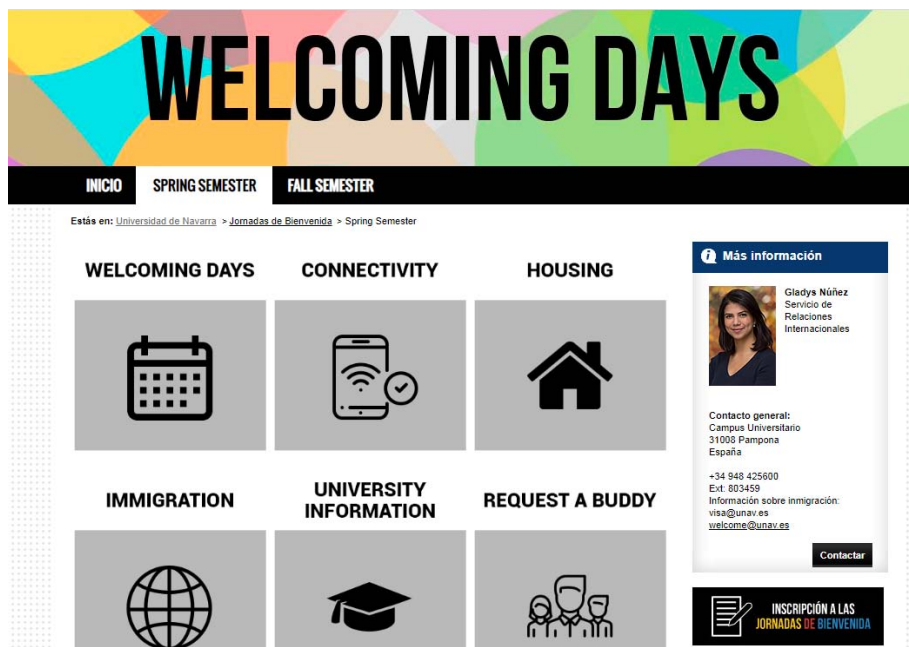 WELCOMING DAYS
INICIO SPRING SEMESTER FALL SEMESTER
Estás en: Universidad de Navarra > Jornadas de Bienvenida > Spring Semester
WELCOMING DAYS
CONNECTIVITY
HOUSING
IMMIGRATION
UNIVERSITY
INFORMATION
REQUEST A BUDDY
Más información
Gladys Núñez
Servicio de
Relaciones
Internacionales
Contacto general:
Campus Universitario
31008 Pampona
España
+34 948 425600
Ext: 803459
Información sobre inmigración:
visa@unav.es
welcome@unav.es
Contactar
INSCRIPCIÓN A LAS
JORNADAS DE BIENVENIDA